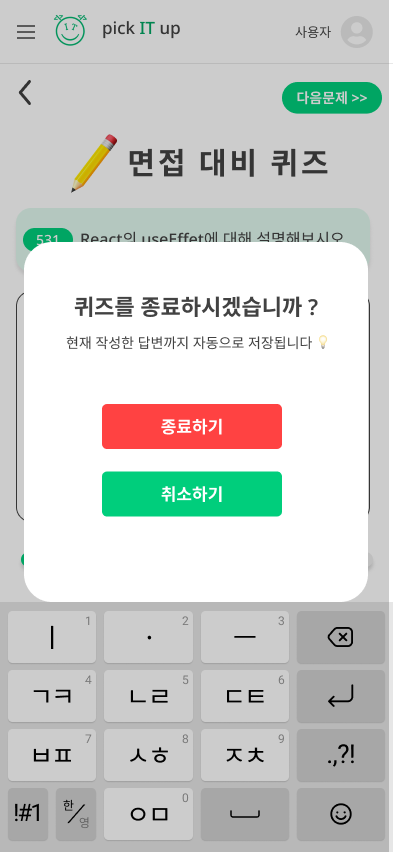 pick IT up
사용자
다음문제 >>
면접 대비 퀴즈
531 React의 useEffet에 대해 설명해보시오
퀴즈를 종료하시겠습니까 ?
현재 작성한 답변까지 자동으로 저장됩니다
종료하기
취소하기
ㅣ 1 · 2 ㅡ 3
ㄱㅋ 4 ㄴㄹ 5 ㄷㅌ 6
ㅂㅍ 7 ㅅㅎ 8 ㅈㅊ 9 .,?!
!#1 한/영 ㅇㅁ 0